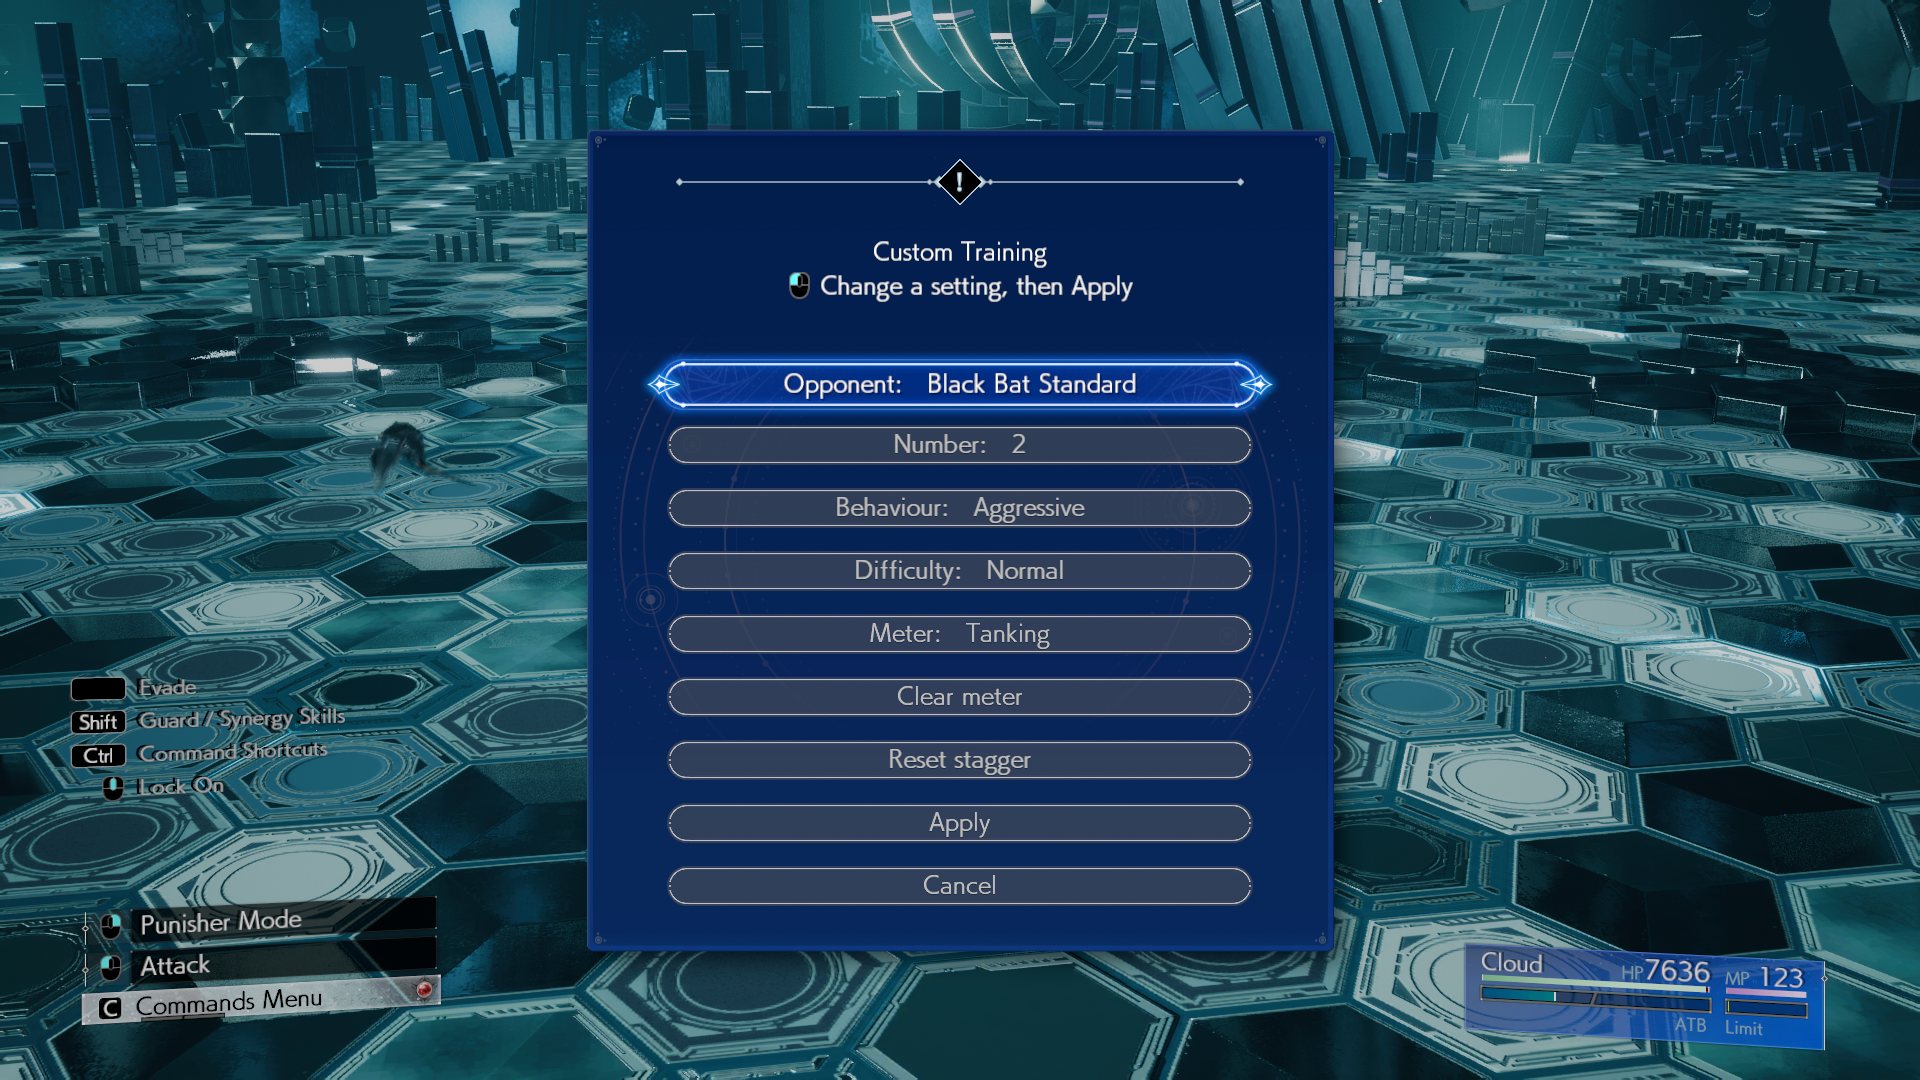 !
Custom Training
Change a setting, then Apply
Opponent: Black Bat Standard
Number: 2
Behaviour: Aggressive
Difficulty: Normal
Meter: Tanking
Clear meter
Reset stagger
Apply
Cancel
Evade
Shift Guard / Synergy Skills
Ctrl Command Shortcuts
Lock On
Punisher Mode
Attack
C Commands Menu
Cloud HP 7636 MP 123
ATB Limit